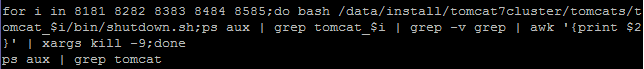 for i in 8181 8282 8383 8484 8585;do bash /data/install/tomcat7cluster/tomcats/t
omcat_$i/bin/shutdown.sh;ps aux | grep tomcat_$i | grep -v grep | awk '{print $2
}' | xargs kill -9;done
ps aux | grep tomcat